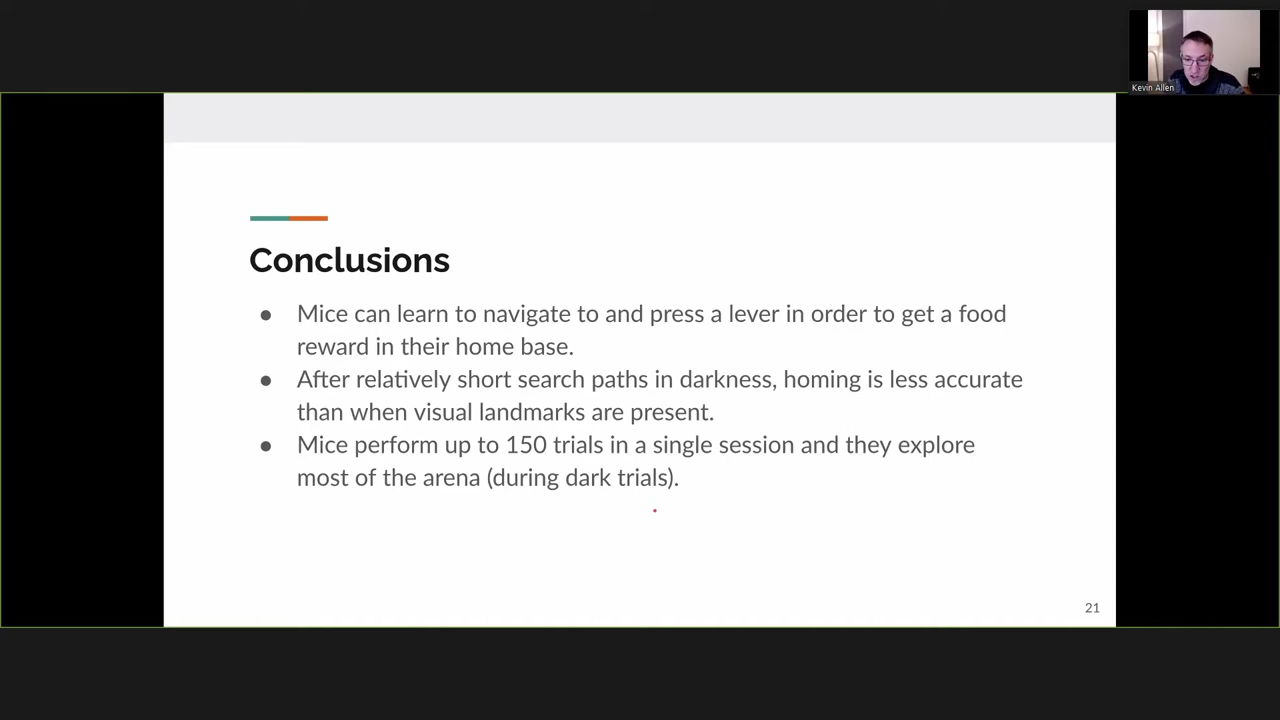 Kevin Allen
Conclusions
● Mice can learn to navigate to and press a lever in order to get a food
reward in their home base.
● After relatively short search paths in darkness, homing is less accurate
than when visual landmarks are present.
● Mice perform up to 150 trials in a single session and they explore
most of the arena (during dark trials).
21